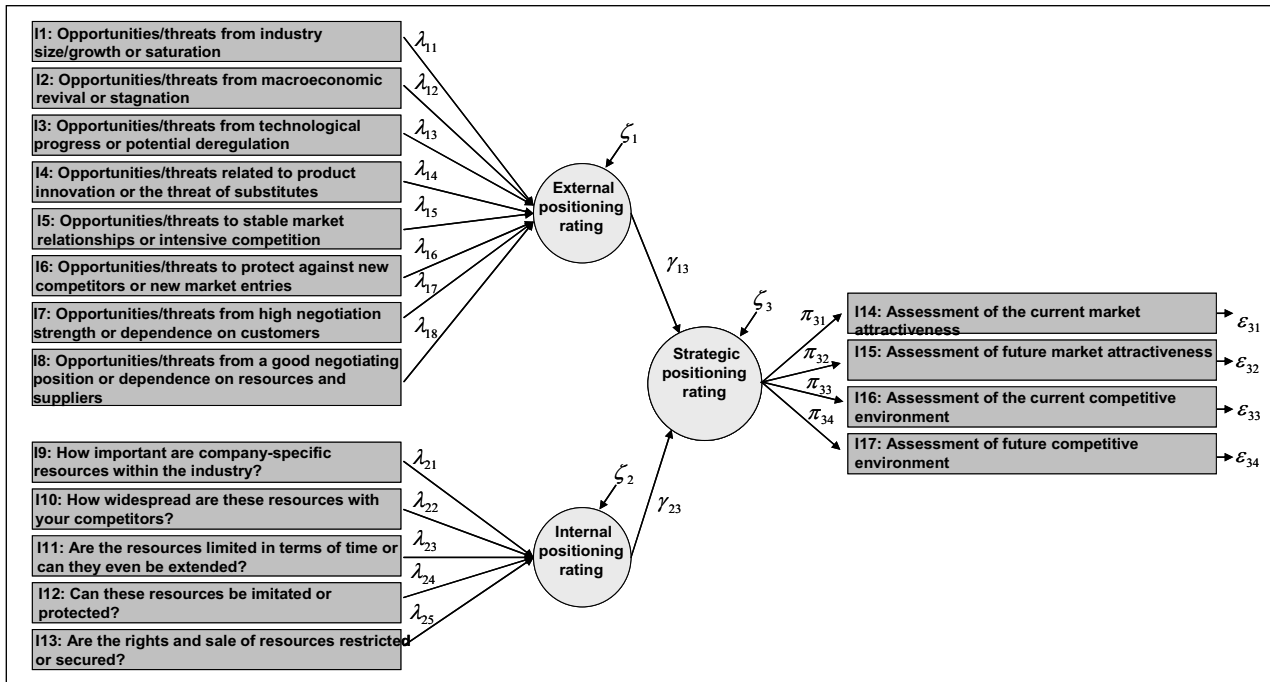 I1: Opportunities/threats from industry
size/growth or saturation
λ11
I2: Opportunities/threats from macroeconomic
revival or stagnation
λ12
I3: Opportunities/threats from technological
progress or potential deregulation
λ13
I4: Opportunities/threats related to product
innovation or the threat of substitutes
λ14
I5: Opportunities/threats to stable market
relationships or intensive competition
λ15
I6: Opportunities/threats to protect against new
competitors or new market entries
λ16
I7: Opportunities/threats from high negotiation
strength or dependence on customers
λ17
I8: Opportunities/threats from a good negotiating
position or dependence on resources and
suppliers
λ18
ζ1
External
positioning
rating
γ13
I9: How important are company-specific
resources within the industry?
λ21
I10: How widespread are these resources with
your competitors?
λ22
I11: Are the resources limited in terms of time or
can they even be extended?
λ23
I12: Can these resources be imitated or
protected?
λ24
I13: Are the rights and sale of resources restricted
or secured?
λ25
ζ2
Internal
positioning
rating
γ23
ζ3
Strategic
positioning
rating
π31
I14: Assessment of the current market
attractiveness
ε31
π32
I15: Assessment of future market attractiveness
ε32
π33
I16: Assessment of the current competitive
environment
ε33
π34
I17: Assessment of future competitive
environment
ε34